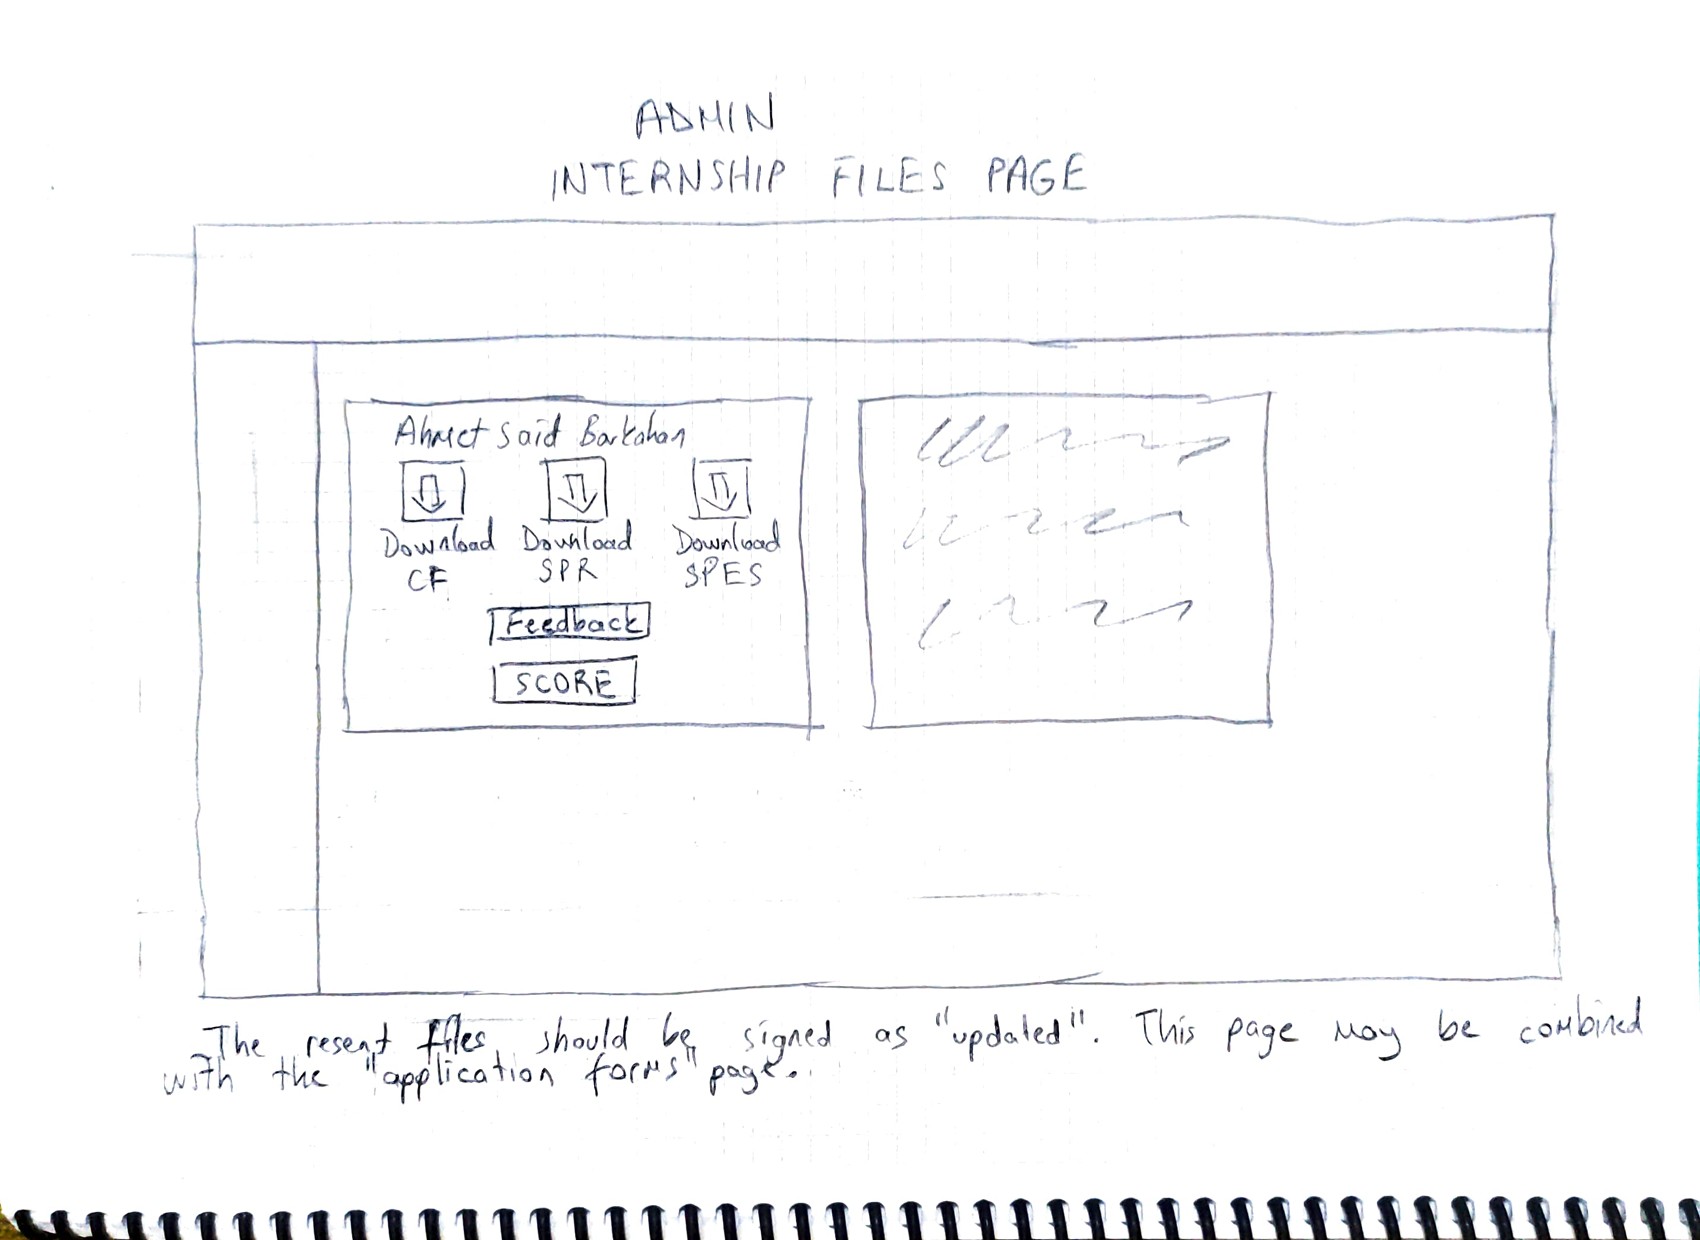 ADMIN
INTERNSHIP FILES PAGE
Ahmet Said Barkahan
Download Download Download
CF SPR SPES
Feedback
SCORE
The resent files should be signed as "updated". This page may be combined
with the "application forms" page.